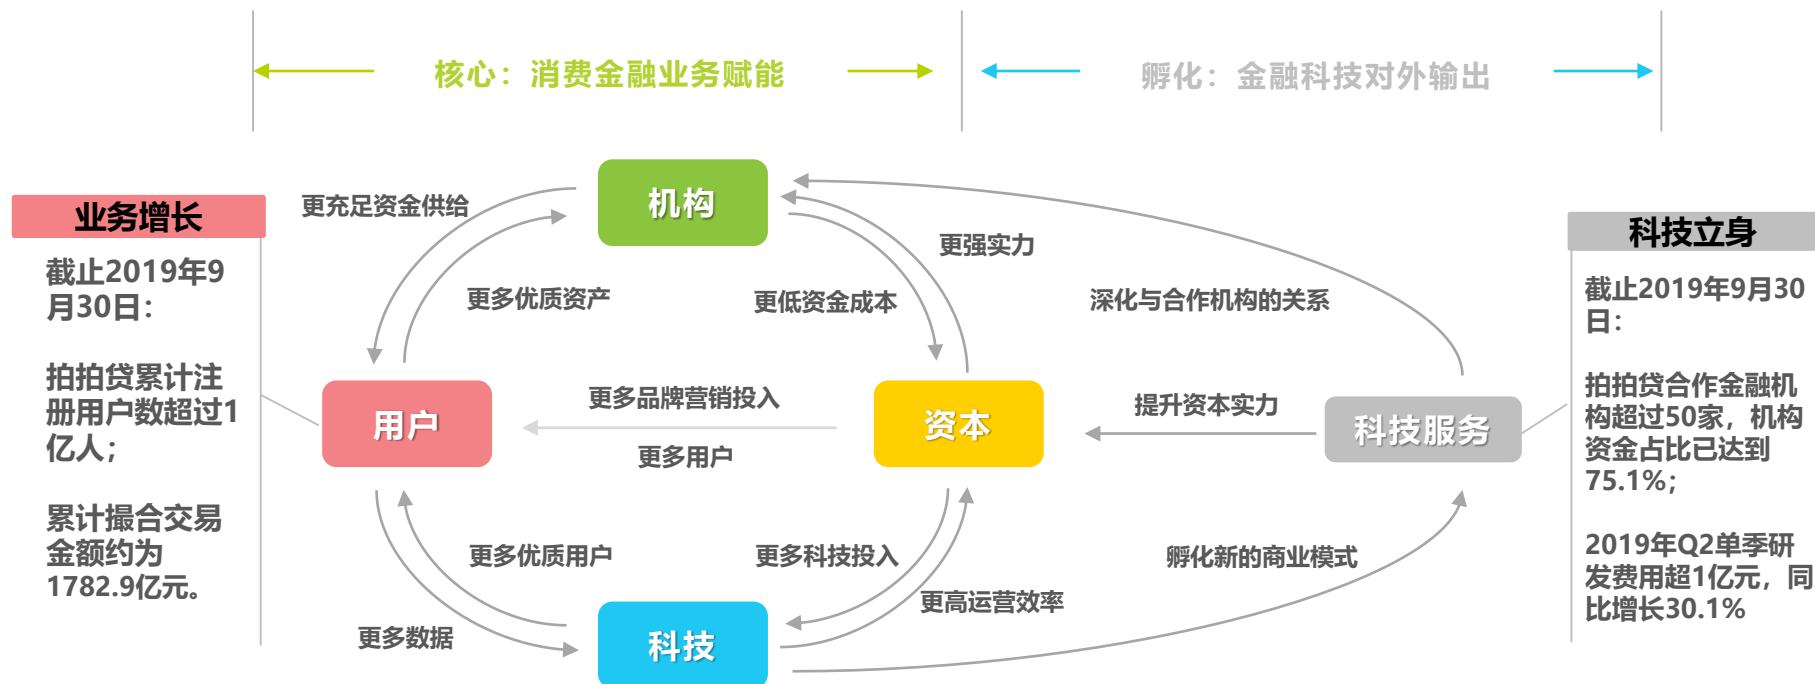 核心：消费金融业务赋能
孵化：金融科技对外输出
业务增长
截止2019年9
月30日：
拍拍贷累计注
册用户数超过1
亿人；
累计撮合交易
金额约为
1782.9亿元。
更充足资金供给
机构
更强实力
更多优质资产
更低资金成本
深化与合作机构的关系
用户
更多品牌营销投入
更多用户
资本
提升资本实力
科技服务
更多优质用户
更多科技投入
孵化新的商业模式
更高运营效率
更多数据
科技
科技立身
截止2019年9月30
日：
拍拍贷合作金融机
构超过50家，机构
资金占比已达到
75.1%；
2019年Q2单季研
发费用超1亿元，同
比增长30.1%